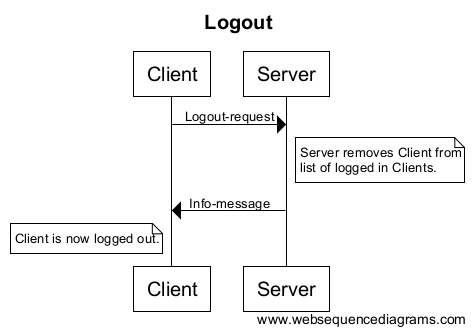 Logout
Client
Server
Logout-request
Server removes Client from
list of logged in Clients.
Info-message
Client is now logged out.
Client
Server
www.websequencediagrams.com